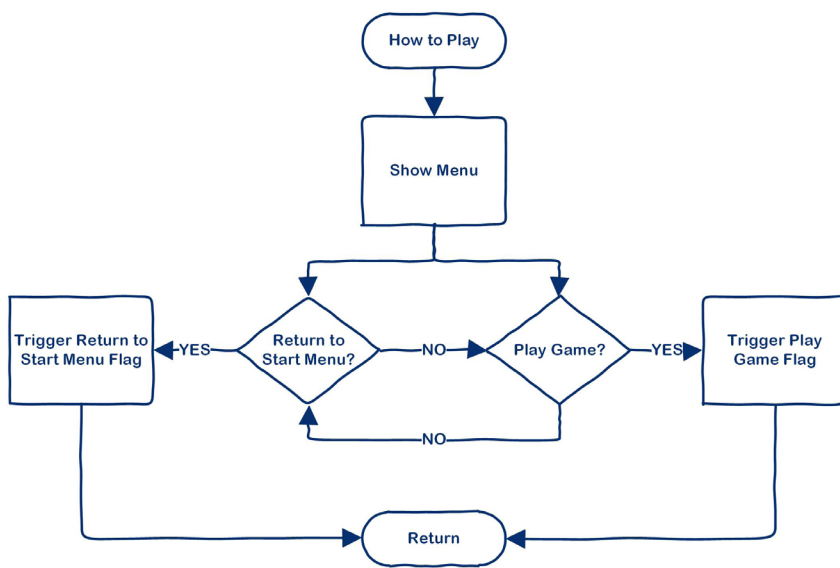 How to Play
Show Menu
Trigger Return to
Start Menu Flag
YES
Return to
Start Menu?
NO
Play Game?
YES
Trigger Play
Game Flag
NO
Return